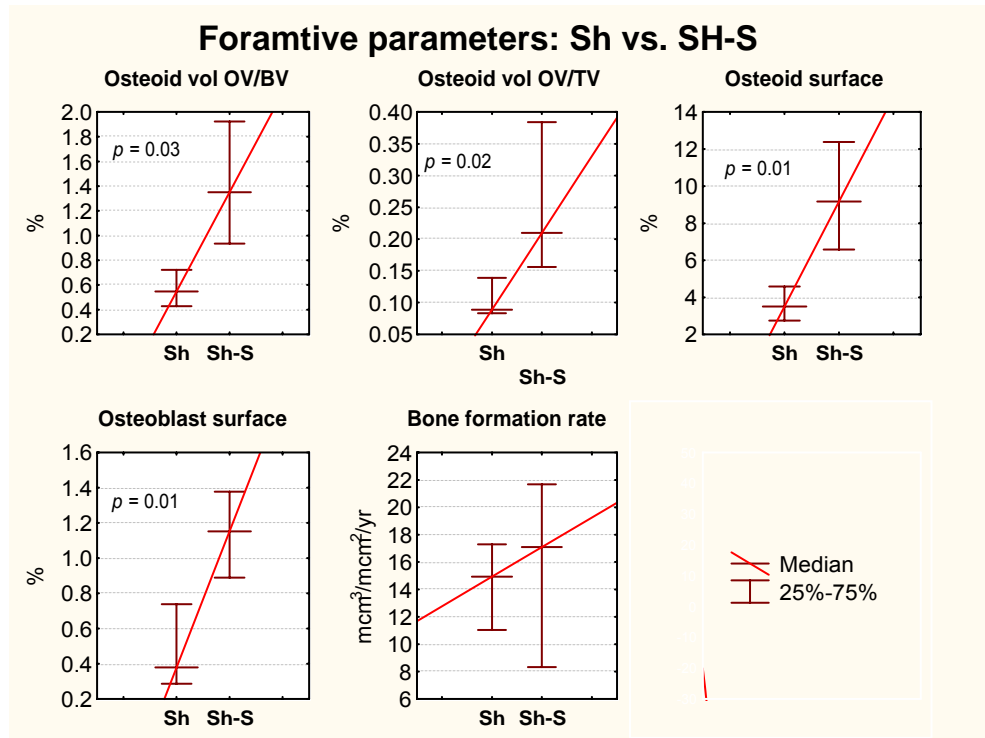 Foramtive parameters: Sh vs. SH-S
Osteoid vol OV/BV
2.0
1.8
1.6
1.4
1.2
1.0
0.8
0.6
0.4
0.2
%
p = 0.03
Sh Sh-S
Osteoid vol OV/TV
0.40
0.35
0.30
0.25
0.20
0.15
0.10
0.05
%
p = 0.02
Sh
Sh-S
Osteoid surface
14
12
10
8
6
4
2
%
p = 0.01
Sh Sh-S
Osteoblast surface
1.6
1.4
1.2
1.0
0.8
0.6
0.4
0.2
%
p = 0.01
Sh Sh-S
Bone formation rate
24
22
20
18
16
14
12
10
8
6
mcm³/mcm²/yr
Sh Sh-S
Median
25%-75%